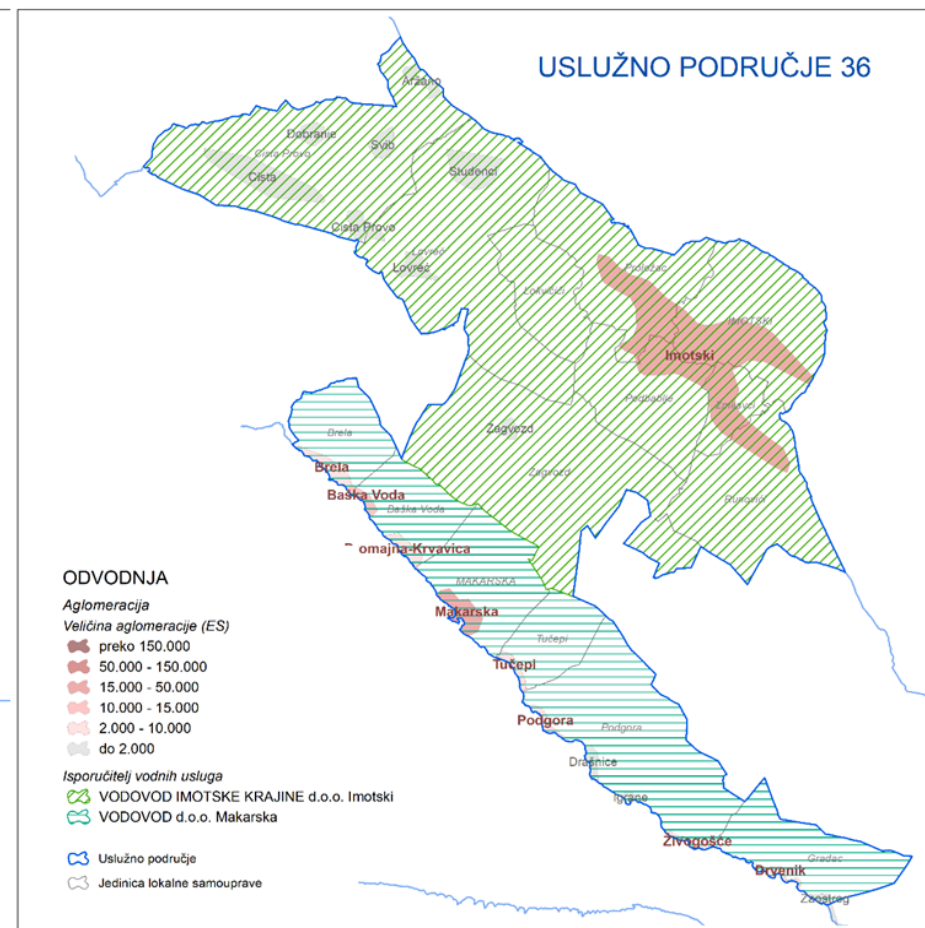 USLUŽNO PODRUČJE 36
Aržano
Dobranje
Svib
Cista Provo
Cista
Studenci
Cista Provo
Lovreć
Lovreć
Proložac
Lokvičići
IMOTSKI
Imotski
Podbablje
Zmijavci
Zagvozd
Zagvozd
Runovići
Brela
Brela
Baška Voda
Baška Voda
omajna-Krvavica
MAKARSKA
Makarska
Tučepi
Tučepi
Podgora
Podgora
Drašnice
Igrane
Živogošće
Gradac
Drvenik
Zaostrog
ODVODNJA
Aglomeracija
Veličina aglomeracije (ES)
preko 150.000
50.000 - 150.000
15.000 - 50.000
10.000 - 15.000
2.000 - 10.000
do 2.000
Isporučitelj vodnih usluga
VODOVOD IMOTSKE KRAJINE d.o.o. Imotski
VODOVOD d.o.o. Makarska
Uslužno područje
Jedinica lokalne samouprave